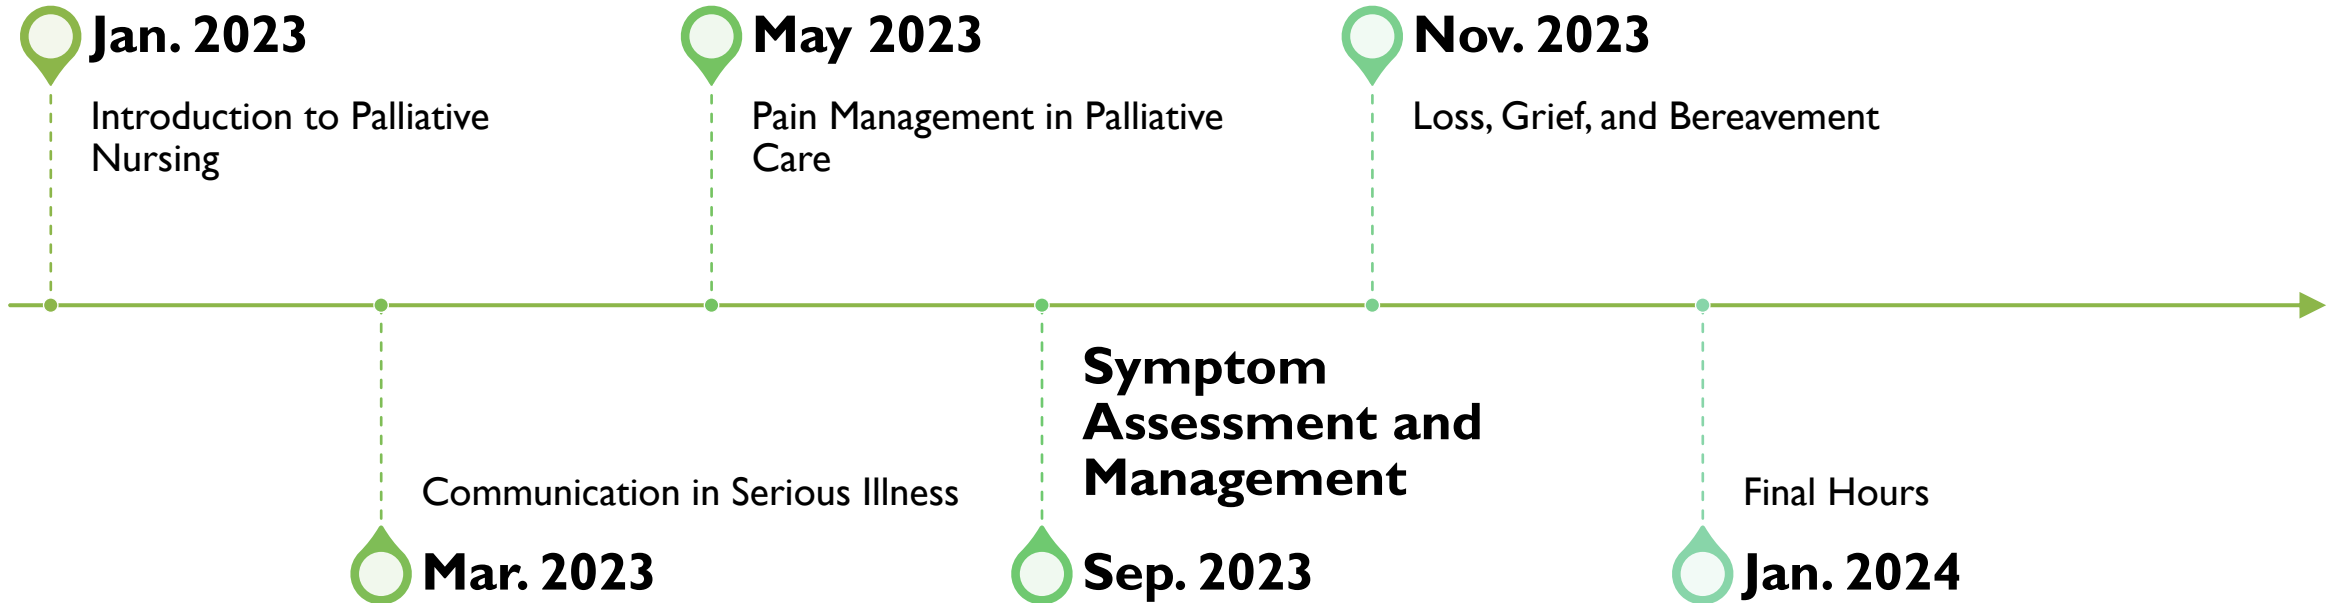 Jan. 2023
Introduction to Palliative
Nursing
Communication in Serious Illness
Mar. 2023
May 2023
Pain Management in Palliative
Care
Symptom
Assessment and
Management
Sep. 2023
Nov. 2023
Loss, Grief, and Bereavement
Final Hours
Jan. 2024